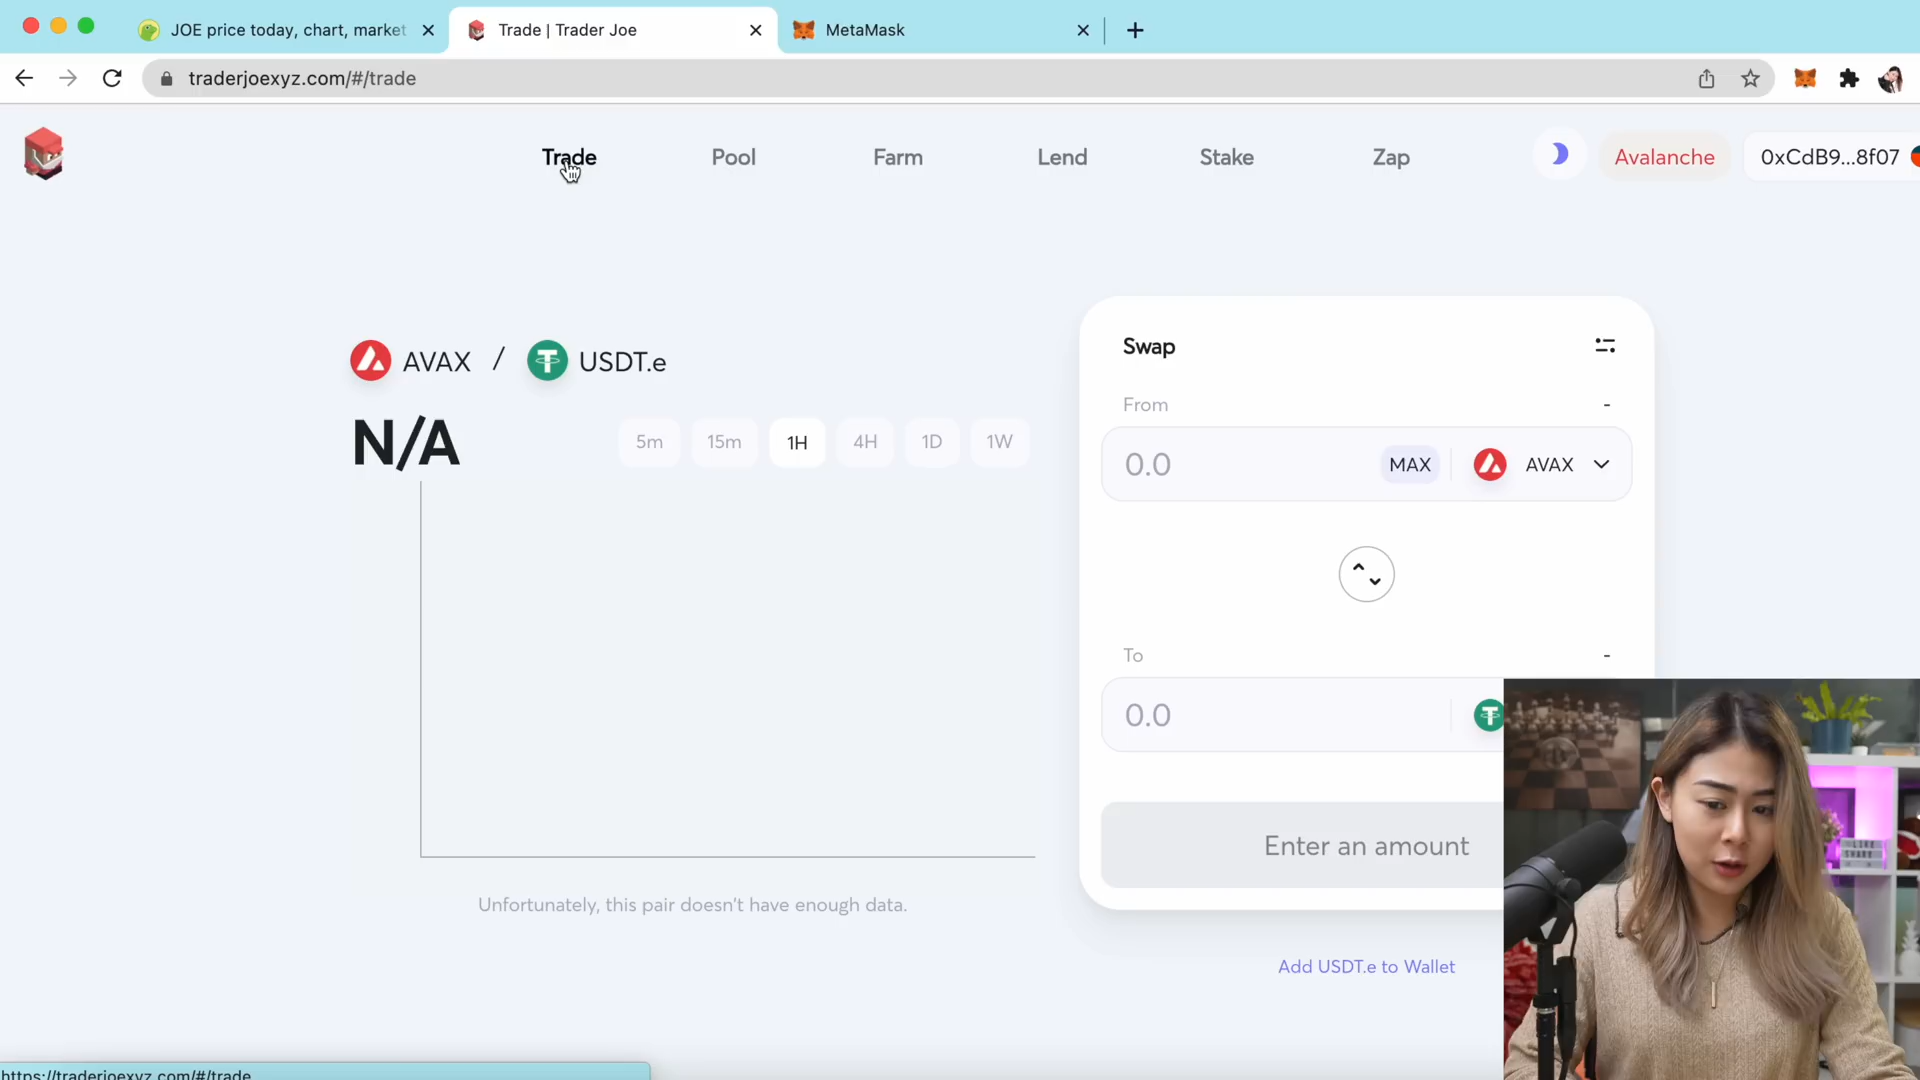 JOE price today, chart, market
Trade | Trader Joe
MetaMask
traderjoexyz.com/#/trade
Trade
Pool
Farm
Lend
Stake
Zap
Avalanche
0xCdB9...8f07
AVAX / USDT.e
N/A
5m
15m
1H
4H
1D
1W
Swap
From
-
0.0
MAX
AVAX
To
-
0.0
Enter an amount
Unfortunately, this pair doesn't have enough data.
Add USDT.e to Wallet
LIKE
SHARE
https://traderjoexyz.com/#/trade